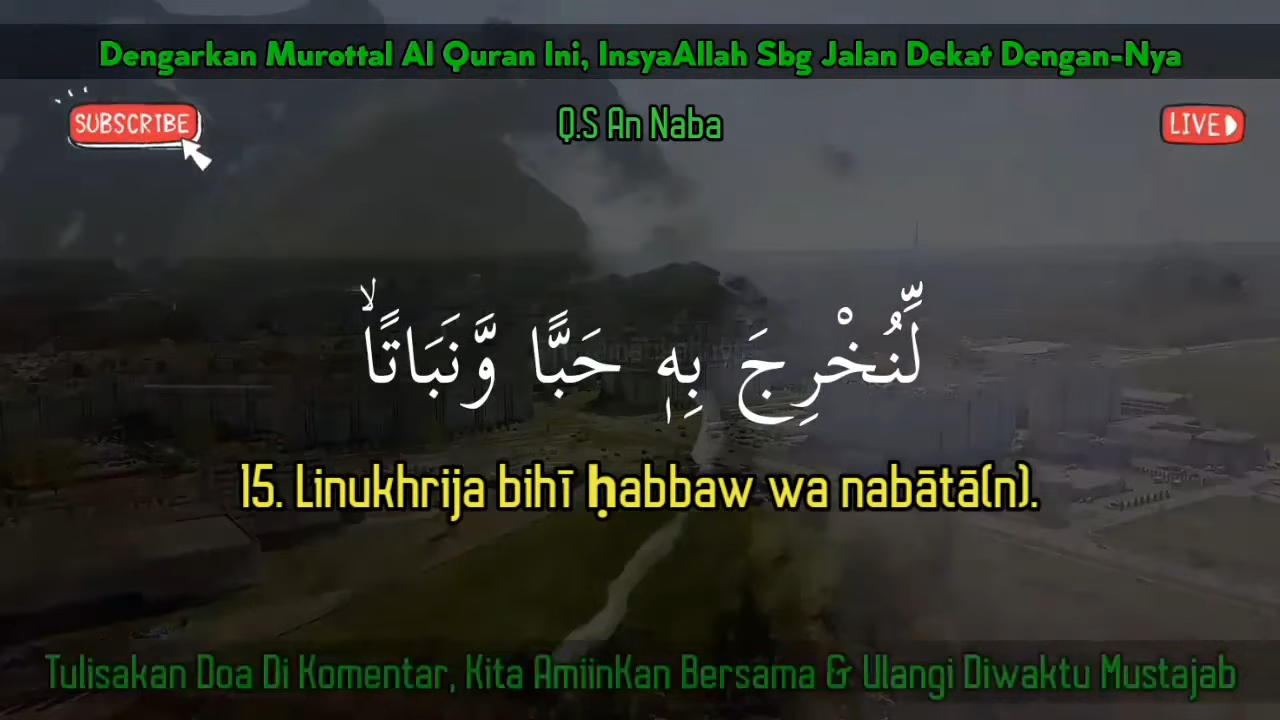 Dengarkan Murottal Al Quran Ini, InsyaAllah Sbg Jalan Dekat Dengan-Nya
SUBSCRIBE
Q.S An Naba
LIVE
لِّنُخْرِجَ بِهٖ حَبًّا وَّنَبَاتًاۙ
15. Linukhrija bihī ḥabbaw wa nabātā(n).
Tulisakan Doa Di Komentar, Kita AmiinKan Bersama & Ulangi Diwaktu Mustajab